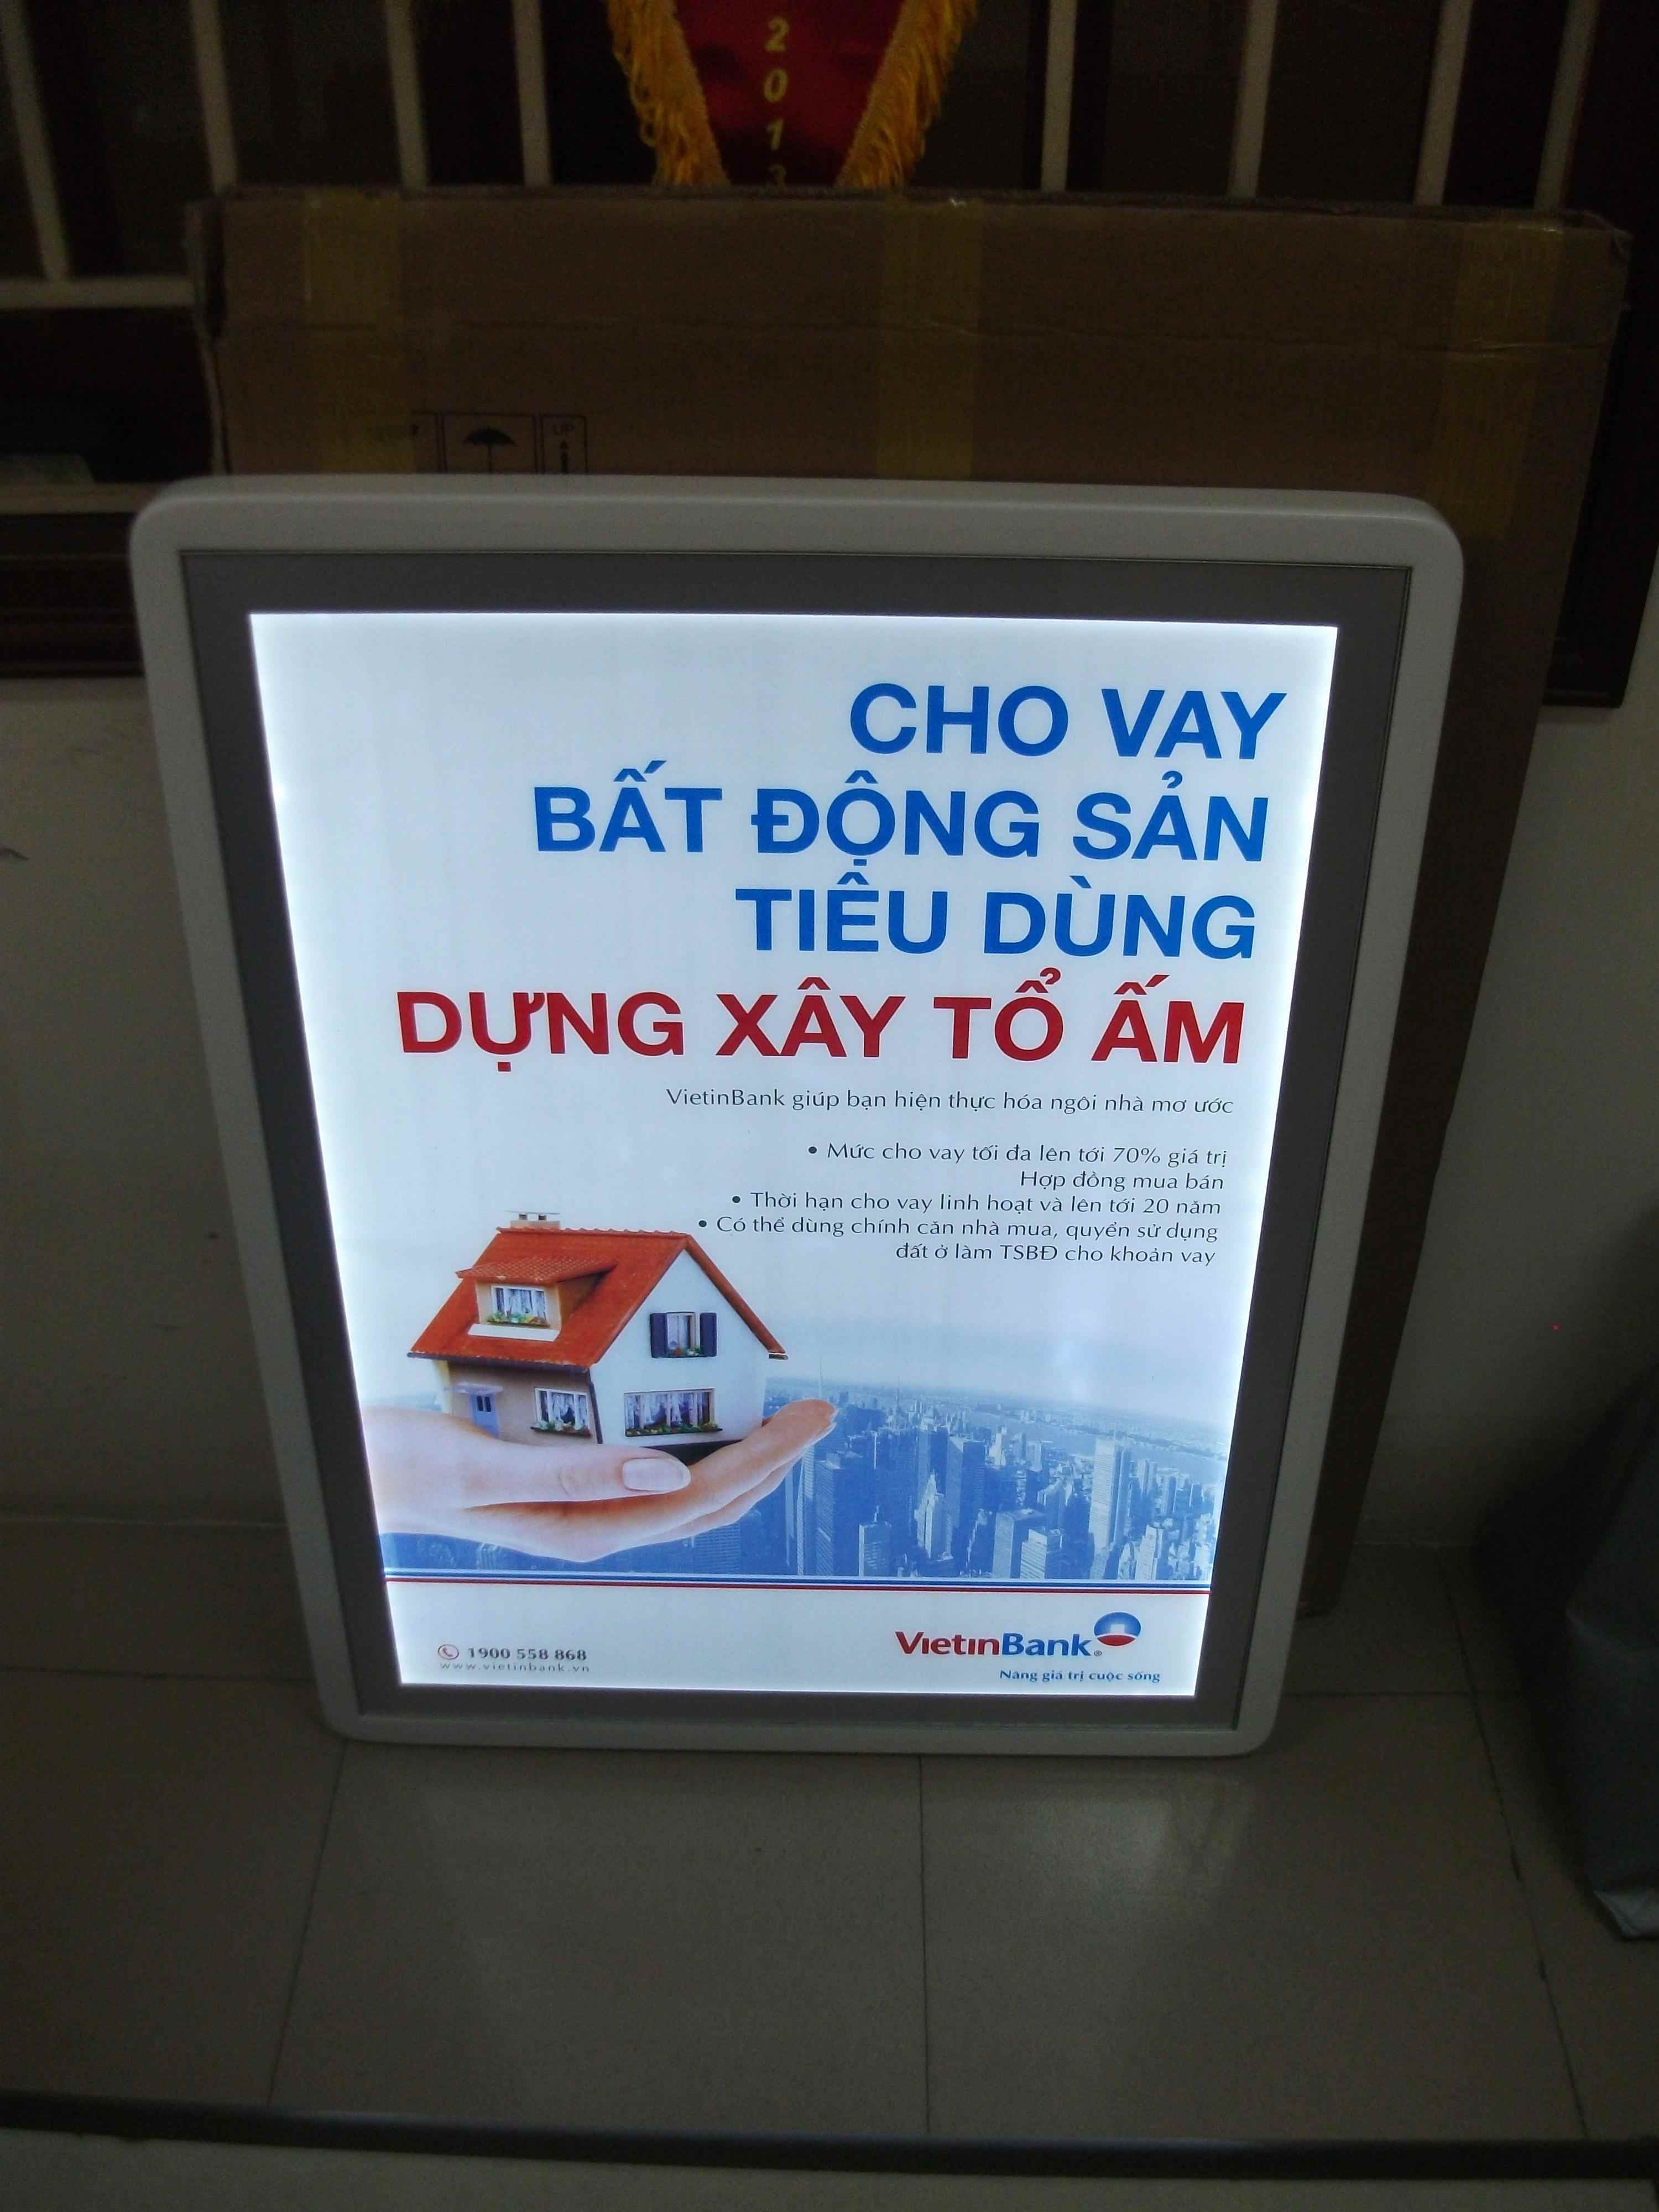 2013
UP
CHO VAY
BẤT ĐỘNG SẢN
TIÊU DÙNG
DỰNG XÂY TỔ ẤM
VietinBank giúp bạn hiện thực hóa ngôi nhà mơ ước
• Mức cho vay tối đa lên tới 70% giá trị
Hợp đồng mua bán
• Thời hạn cho vay linh hoạt và lên tới 20 năm
• Có thể dùng chính căn nhà mua, quyền sử dụng
đất ở làm TSBĐ cho khoản vay
1900 558 868
www.vietinbank.vn
VietinBank
Nâng giá trị cuộc sống